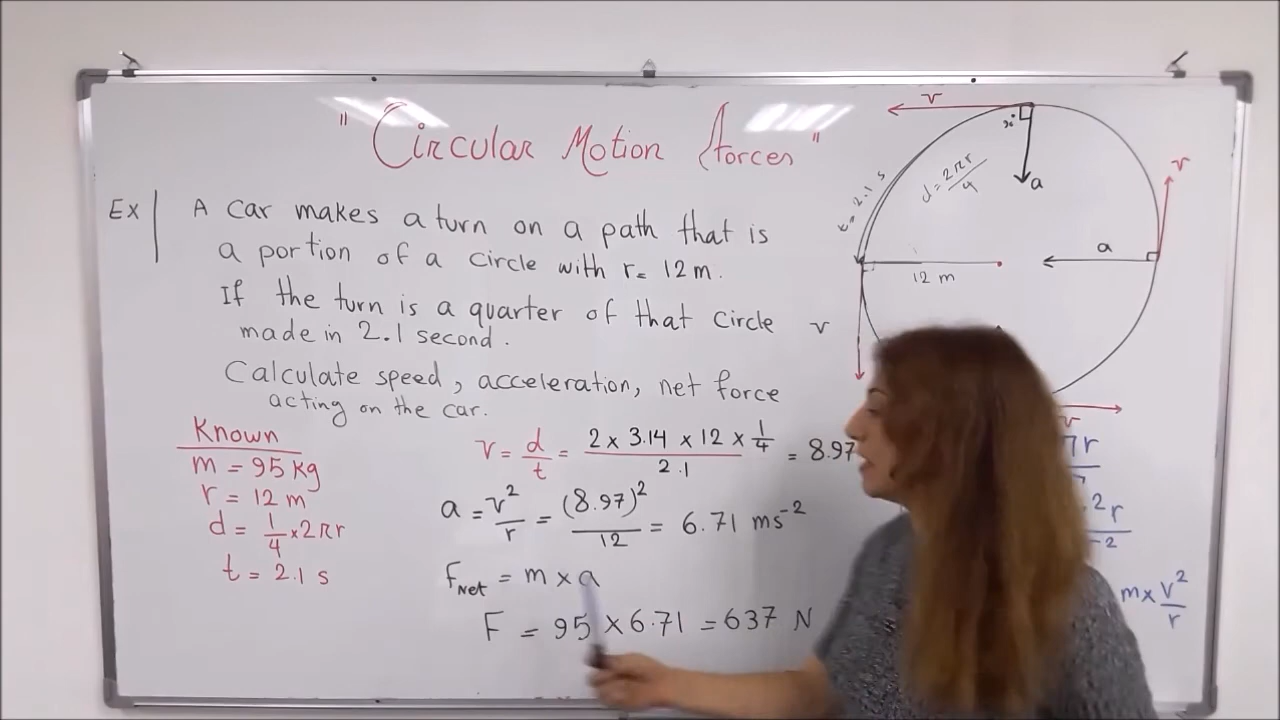 " Circular Motion forces "
EX | A car makes a turn on a path that is
a portion of a circle with r= 12 m.
If the turn is a quarter of that circle
made in 2.1 second.
Calculate speed, acceleration, net force
acting on the car.
Known
m = 95 kg
r = 12 m
d = 1/4 × 2πr
t = 2.1 s
v = d/t = (2 × 3.14 × 12 × 1/4)/2.1 = 8.97
a = v²/r = (8.97)²/12 = 6.71 ms⁻²
FNet = m × a
F = 95 × 6.71 = 637 N
v
a
t = 2.1 s
d = 2πr/4
v
a
12 m
v
v
r
²r
m × v²/r